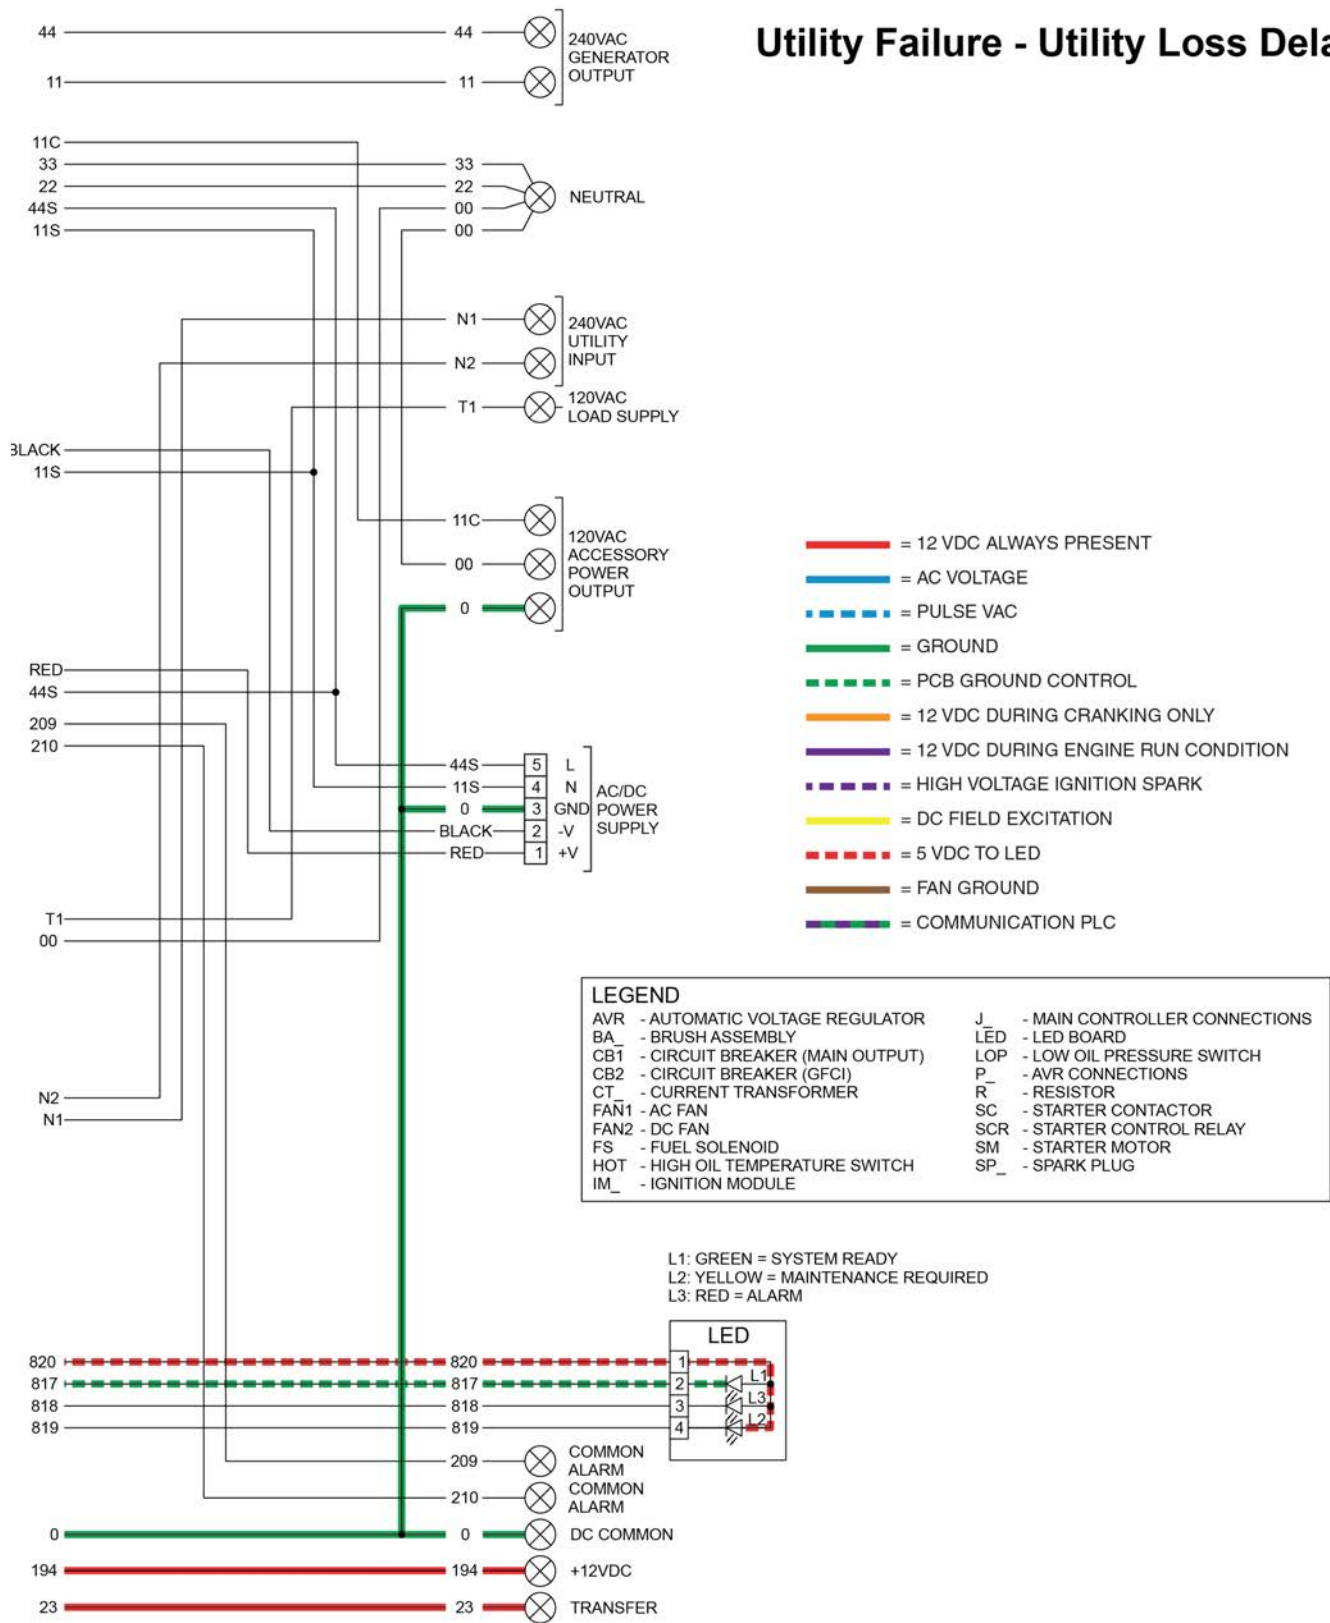 Utility Failure - Utility Loss Dela
44 44 240VAC
GENERATOR
OUTPUT
11 11
11C
33 33
22 22 NEUTRAL
44S 00
11S 00
N1 240VAC
UTILITY
INPUT
N2
T1 120VAC
LOAD SUPPLY
BLACK
11S
11C 120VAC
ACCESSORY
POWER
OUTPUT
00
0
RED
44S
209
210
44S 5 L AC/DC
POWER
SUPPLY
11S 4 N
0 3 GND
BLACK 2 -V
RED 1 +V
T1
00
N2
N1
= 12 VDC ALWAYS PRESENT
= AC VOLTAGE
= PULSE VAC
= GROUND
= PCB GROUND CONTROL
= 12 VDC DURING CRANKING ONLY
= 12 VDC DURING ENGINE RUN CONDITION
= HIGH VOLTAGE IGNITION SPARK
= DC FIELD EXCITATION
= 5 VDC TO LED
= FAN GROUND
= COMMUNICATION PLC
LEGEND
AVR - AUTOMATIC VOLTAGE REGULATOR
BA_ - BRUSH ASSEMBLY
CB1 - CIRCUIT BREAKER (MAIN OUTPUT)
CB2 - CIRCUIT BREAKER (GFCI)
CT_ - CURRENT TRANSFORMER
FAN1 - AC FAN
FAN2 - DC FAN
FS - FUEL SOLENOID
HOT - HIGH OIL TEMPERATURE SWITCH
IM_ - IGNITION MODULE
J_ - MAIN CONTROLLER CONNECTIONS
LED - LED BOARD
LOP - LOW OIL PRESSURE SWITCH
P_ - AVR CONNECTIONS
R_ - RESISTOR
SC - STARTER CONTACTOR
SCR - STARTER CONTROL RELAY
SM - STARTER MOTOR
SP_ - SPARK PLUG
L1: GREEN = SYSTEM READY
L2: YELLOW = MAINTENANCE REQUIRED
L3: RED = ALARM
LED
820 820 1
817 817 2 L1
818 818 3 L3
819 819 4 L2
209 COMMON
ALARM
210 COMMON
ALARM
0 0 DC COMMON
194 194 +12VDC
23 23 TRANSFER